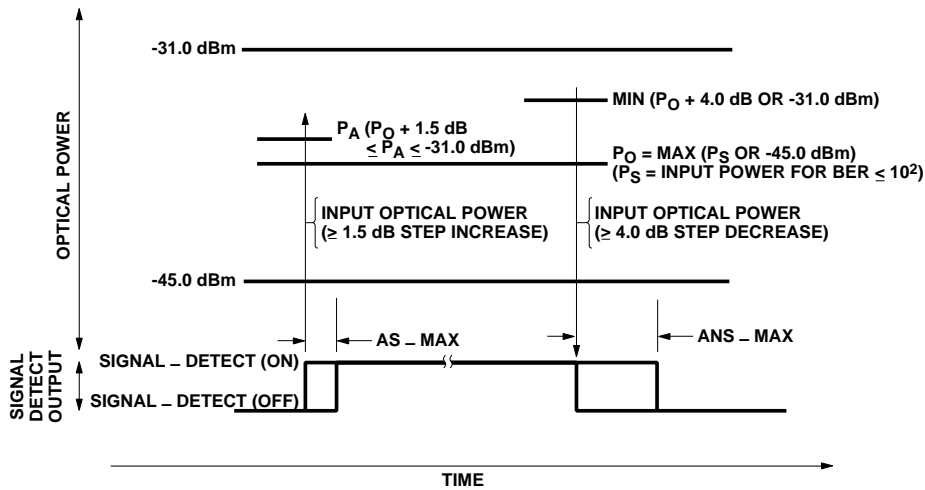 -31.0 dBm
MIN (PO + 4.0 dB OR -31.0 dBm)
PA (PO + 1.5 dB
≤ PA ≤ -31.0 dBm)
PO = MAX (PS OR -45.0 dBm)
(PS = INPUT POWER FOR BER ≤ 10²)
INPUT OPTICAL POWER
(≥ 1.5 dB STEP INCREASE)
INPUT OPTICAL POWER
(≥ 4.0 dB STEP DECREASE)
OPTICAL POWER
-45.0 dBm
AS – MAX
ANS – MAX
SIGNAL – DETECT (ON)
SIGNAL – DETECT (OFF)
SIGNAL
DETECT
OUTPUT
TIME